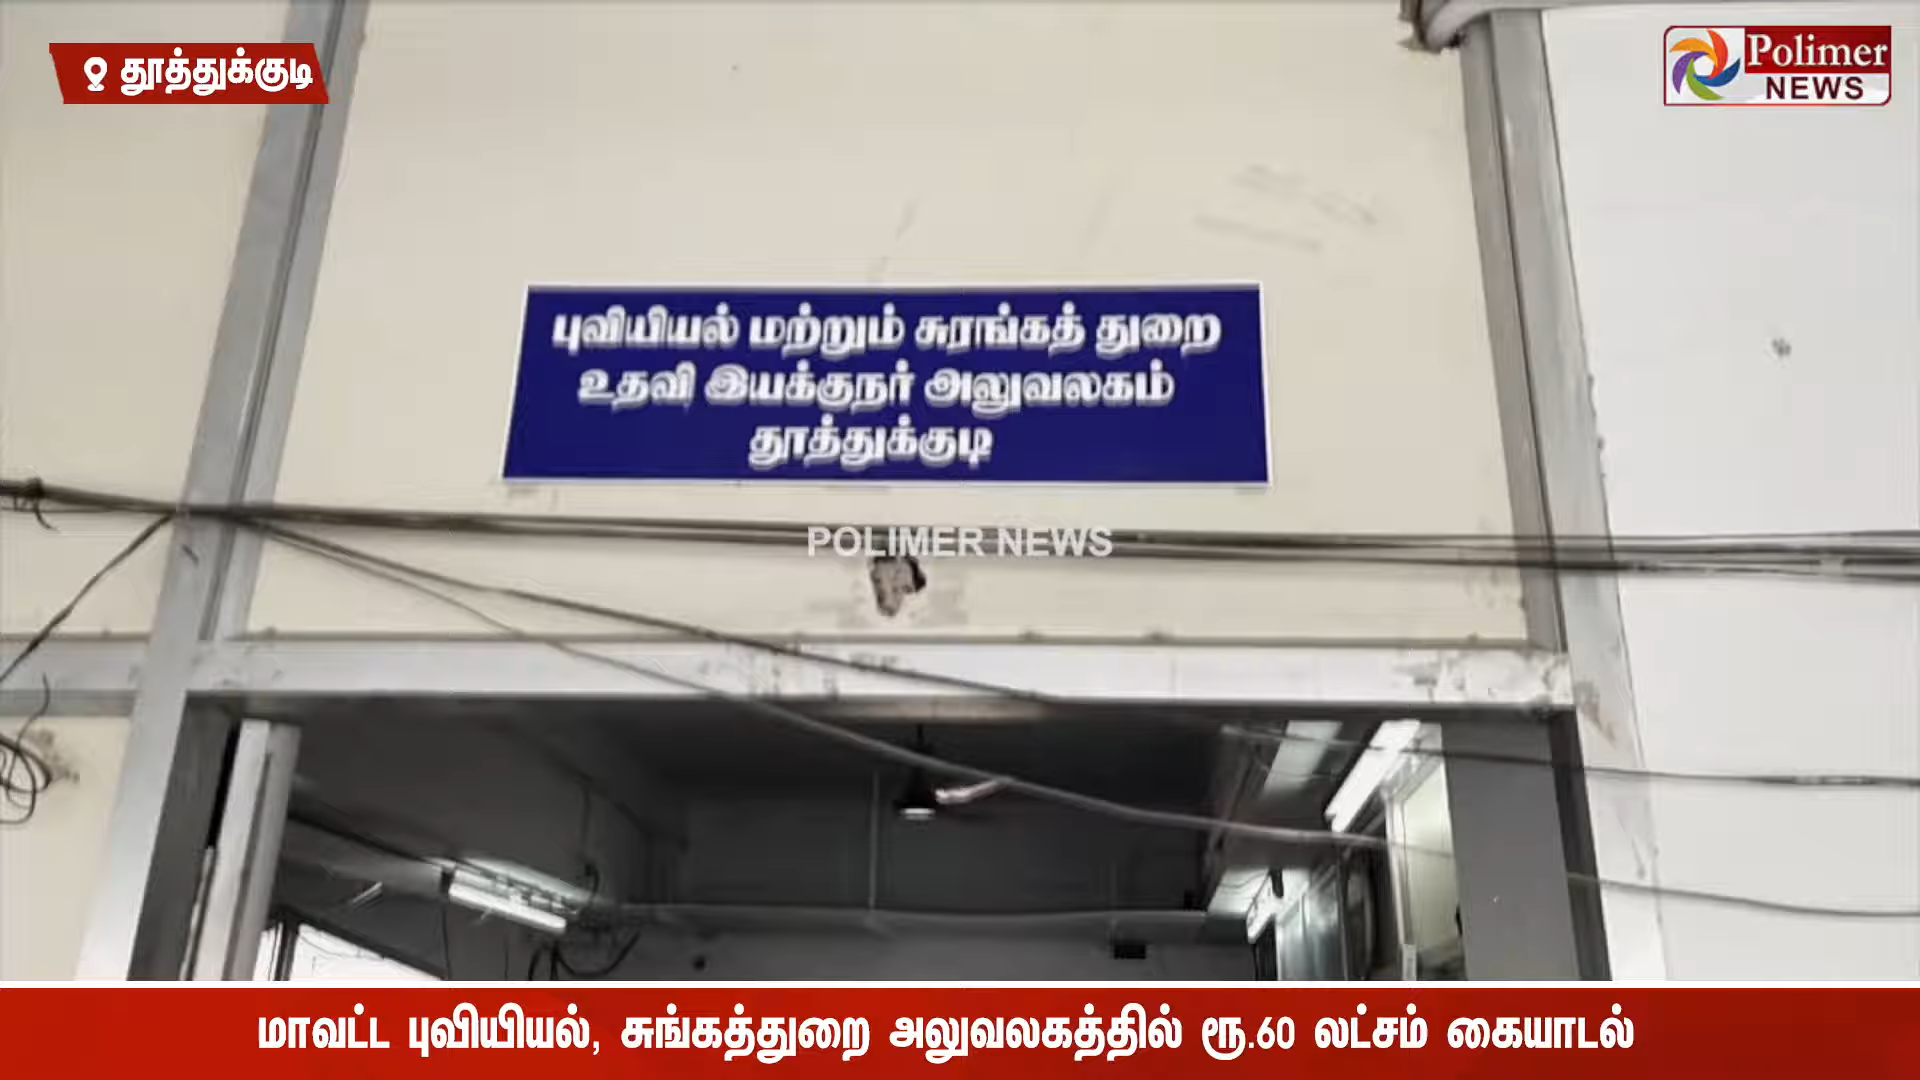 தூத்துக்குடி
Polimer
NEWS
புவியியல் மற்றும் சுரங்கத் துறை
உதவி இயக்குநர் அலுவலகம்
தூத்துக்குடி
POLIMER NEWS
மாவட்ட புவியியல், சுங்கத்துறை அலுவலகத்தில் ரூ.60 லட்சம் கையாடல்